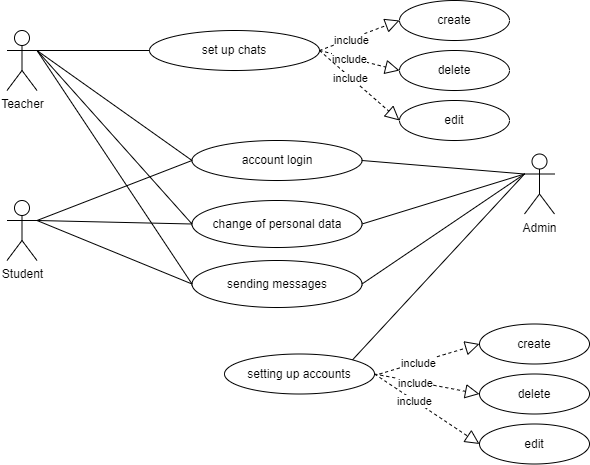 create
set up chats
include
include
delete
include
Teacher
edit
account login
change of personal data
Admin
Student
sending messages
create
include
setting up accounts
include
delete
include
edit